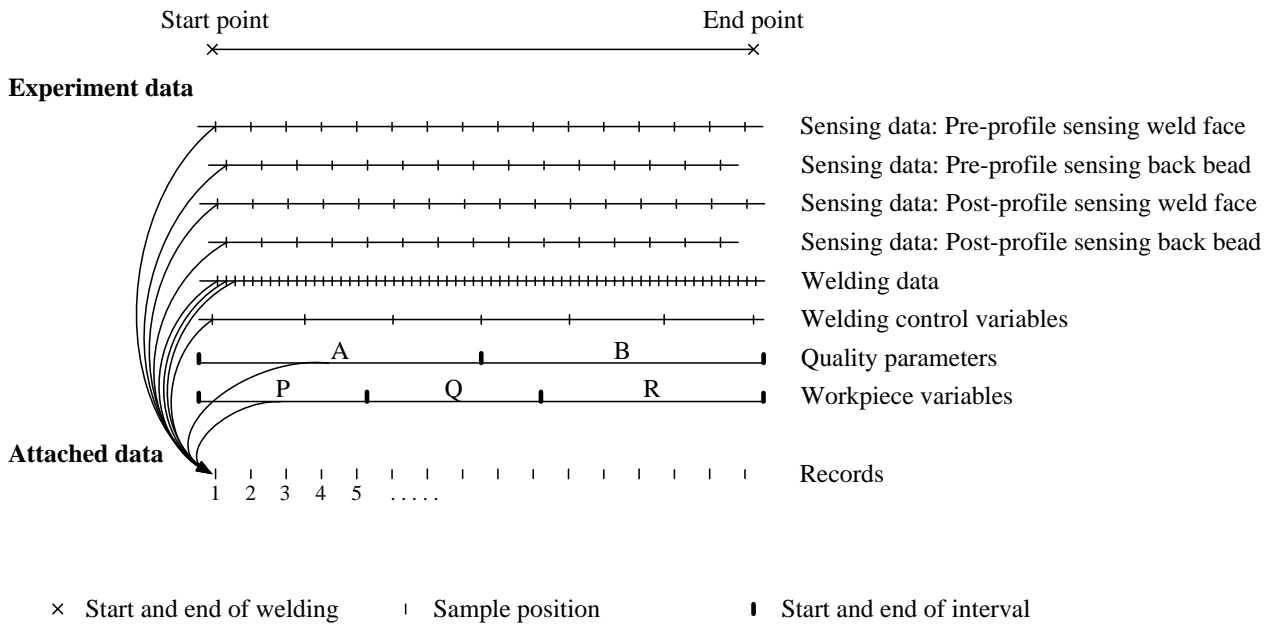 Start point End point
Experiment data
Sensing data: Pre-profile sensing weld face
Sensing data: Pre-profile sensing back bead
Sensing data: Post-profile sensing weld face
Sensing data: Post-profile sensing back bead
Welding data
Welding control variables
A B Quality parameters
P Q R Workpiece variables
Attached data
Records
1 2 3 4 5 . . . . .
× Start and end of welding Sample position Start and end of interval